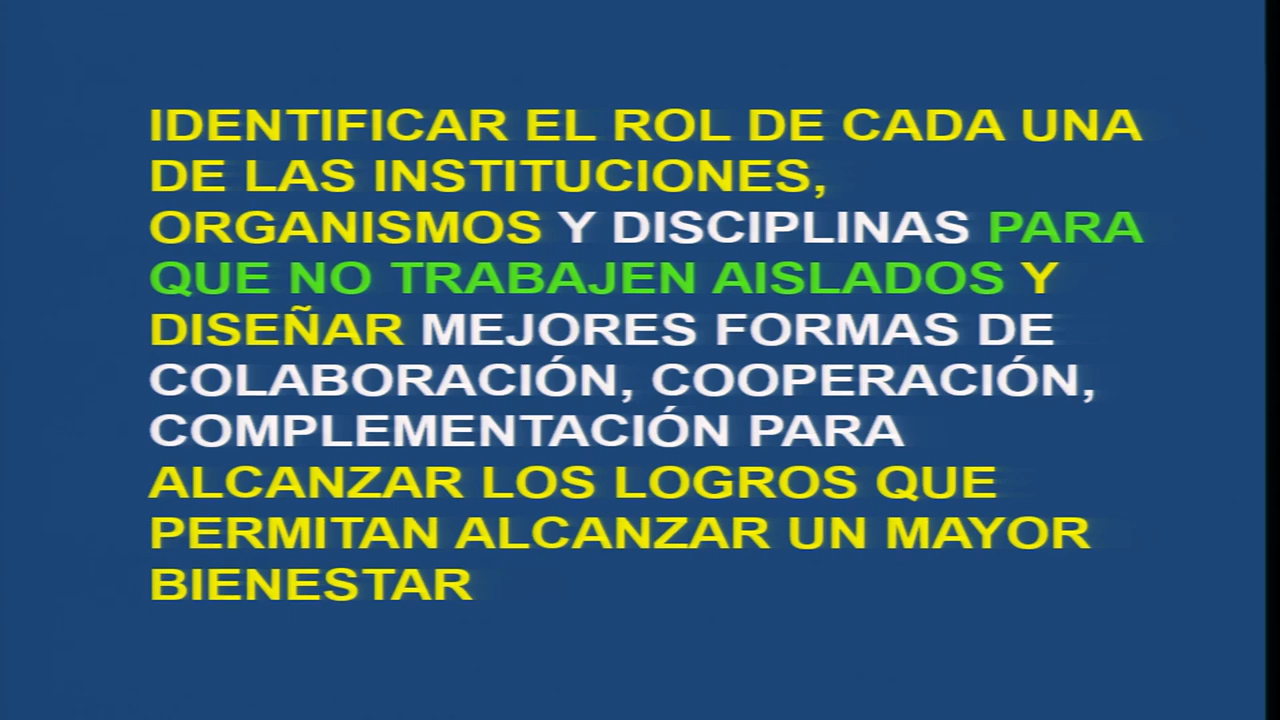 IDENTIFICAR EL ROL DE CADA UNA
DE LAS INSTITUCIONES,
ORGANISMOS Y DISCIPLINAS PARA
QUE NO TRABAJEN AISLADOS Y
DISEÑAR MEJORES FORMAS DE
COLABORACIÓN, COOPERACIÓN,
COMPLEMENTACIÓN PARA
ALCANZAR LOS LOGROS QUE
PERMITAN ALCANZAR UN MAYOR
BIENESTAR